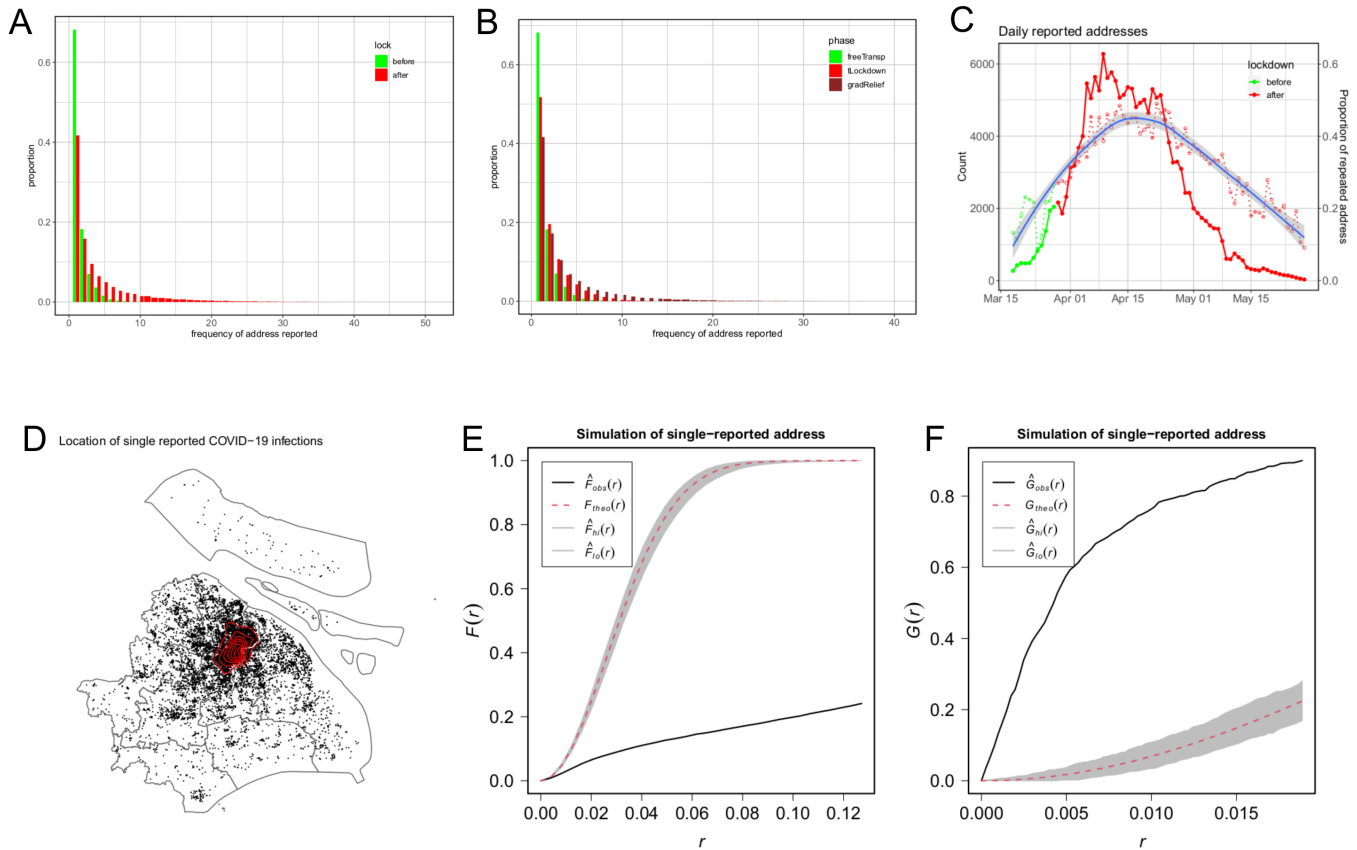 A
lock
before
after
proportion
0.6
0.4
0.2
0.0
0 10 20 30 40 50
frequency of address reported
B
phase
freeTransp
tLockdown
gradRelief
proportion
0.6
0.4
0.2
0.0
0 10 20 30 40
frequency of address reported
C
Daily reported addresses
lockdown
before
after
Count
6000
4000
2000
0
Mar 15 Apr 01 Apr 15 May 01 May 15
0.6
0.4
0.2
0.0
Proportion of repeated address
D
Location of single reported COVID−19 infections
E
Simulation of single−reported address
F̂obs(r)
Ftheo(r)
F̂hi(r)
F̂lo(r)
F(r)
1.0
0.8
0.6
0.4
0.2
0.0
0.00 0.02 0.04 0.06 0.08 0.10 0.12
r
F
Simulation of single−reported address
Ĝobs(r)
Gtheo(r)
Ĝhi(r)
Ĝlo(r)
G(r)
0.8
0.6
0.4
0.2
0.0
0.000 0.005 0.010 0.015
r